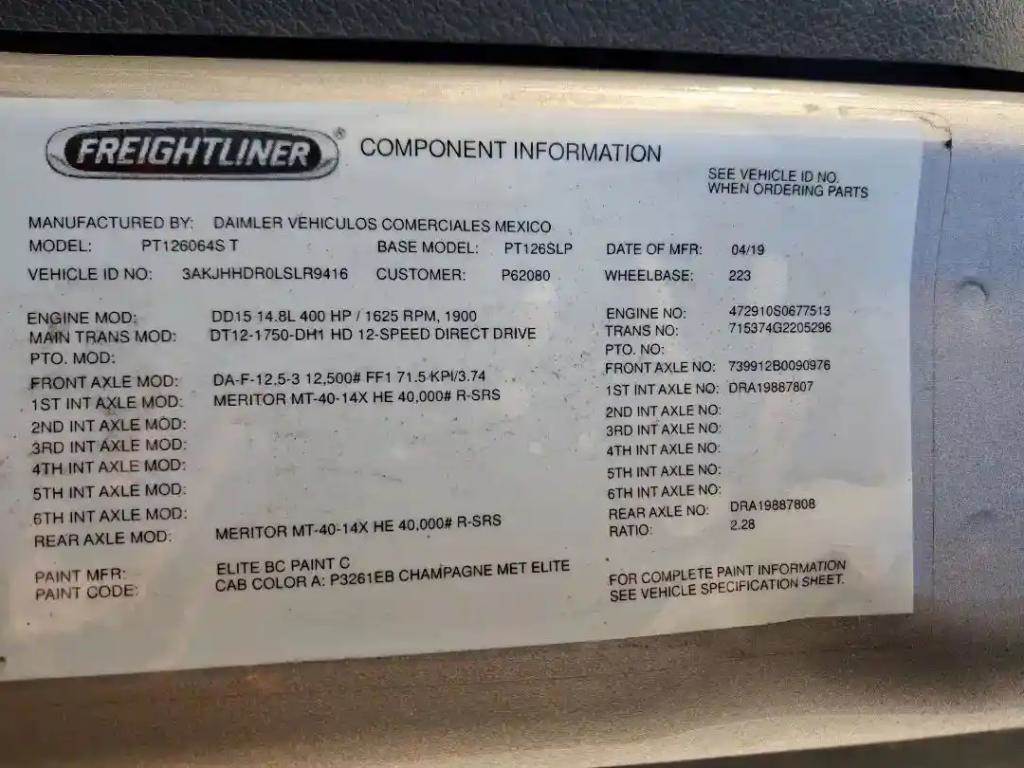 FREIGHTLINER® COMPONENT INFORMATION
SEE VEHICLE ID NO.
WHEN ORDERING PARTS
MANUFACTURED BY: DAIMLER VEHICULOS COMERCIALES MEXICO
MODEL: PT126064S T BASE MODEL: PT126SLP DATE OF MFR: 04/19
VEHICLE ID NO: 3AKJHHDR0LSLR9416 CUSTOMER: P62080 WHEELBASE: 223
ENGINE MOD: DD15 14.8L 400 HP / 1625 RPM, 1900 ENGINE NO: 472910S0677513
MAIN TRANS MOD: DT12-1750-DH1 HD 12-SPEED DIRECT DRIVE TRANS NO: 715374G2205296
PTO. MOD: PTO. NO:
FRONT AXLE MOD: DA-F-12.5-3 12,500# FF1 71.5 KPI/3.74 FRONT AXLE NO: 739912B0090976
1ST INT AXLE MOD: MERITOR MT-40-14X HE 40,000# R-SRS 1ST INT AXLE NO: DRA19887807
2ND INT AXLE MOD: 2ND INT AXLE NO:
3RD INT AXLE MOD: 3RD INT AXLE NO:
4TH INT AXLE MOD: 4TH INT AXLE NO:
5TH INT AXLE MOD: 5TH INT AXLE NO:
6TH INT AXLE MOD: 6TH INT AXLE NO:
REAR AXLE MOD: MERITOR MT-40-14X HE 40,000# R-SRS REAR AXLE NO: DRA19887808
RATIO: 2.28
PAINT MFR: ELITE BC PAINT C
PAINT CODE: CAB COLOR A: P3261EB CHAMPAGNE MET ELITE
FOR COMPLETE PAINT INFORMATION
SEE VEHICLE SPECIFICATION SHEET.